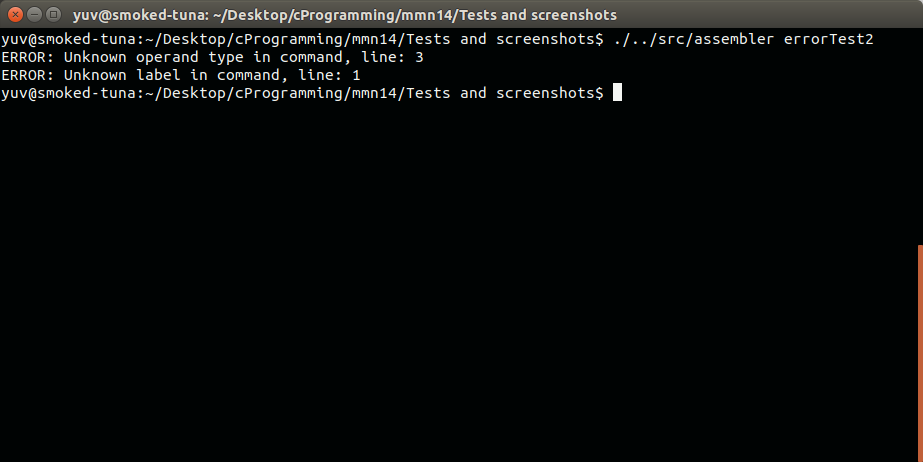 yuv@smoked-tuna: ~/Desktop/cProgramming/mmn14/Tests and screenshots
yuv@smoked-tuna:~/Desktop/cProgramming/mmn14/Tests and screenshots$ ./../src/assembler errorTest2
ERROR: Unknown operand type in command, line: 3
ERROR: Unknown label in command, line: 1
yuv@smoked-tuna:~/Desktop/cProgramming/mmn14/Tests and screenshots$